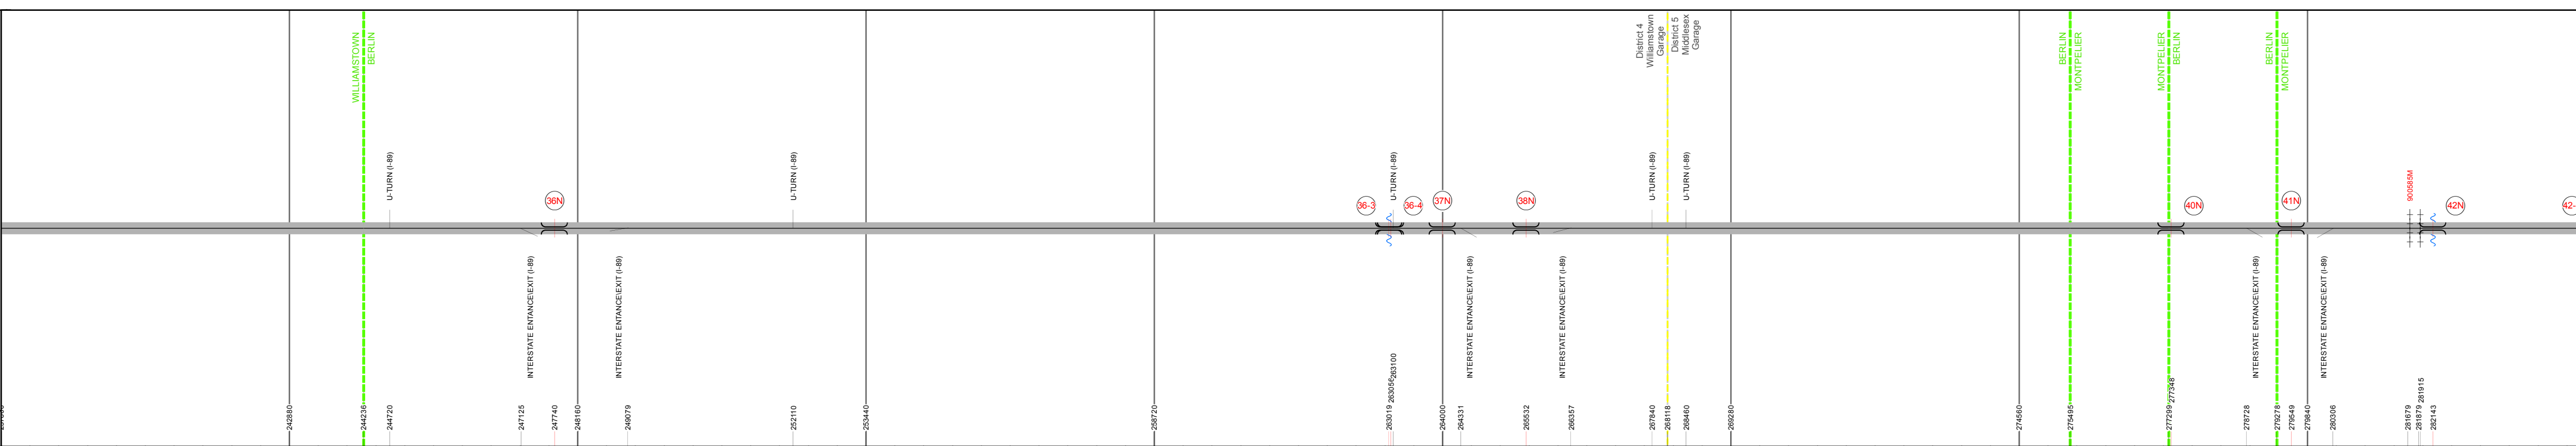 WILLIAMSTOWN
BERLIN
District 4
Williamstown
Garage
District 5
Middlesex
Garage
BERLIN
MONTPELIER
MONTPELIER
BERLIN
BERLIN
MONTPELIER
U-TURN (I-89)
U-TURN (I-89)
U-TURN (I-89)
U-TURN (I-89)
U-TURN (I-89)
900585M
36N
36-3
36-4
37N
38N
40N
41N
42N
42-
INTERSTATE ENTANCE\EXIT (I-89)
INTERSTATE ENTANCE\EXIT (I-89)
INTERSTATE ENTANCE\EXIT (I-89)
INTERSTATE ENTANCE\EXIT (I-89)
INTERSTATE ENTANCE\EXIT (I-89)
INTERSTATE ENTANCE\EXIT (I-89)
242880
244236
244720
247125
247740
248160
249079
252110
253440
258720
263019
263056
263100
264000
264331
265532
266357
267840
268118
268460
269280
274560
275495
277299
277348
278728
279278
279549
279840
280306
281679
281879
281915
282143